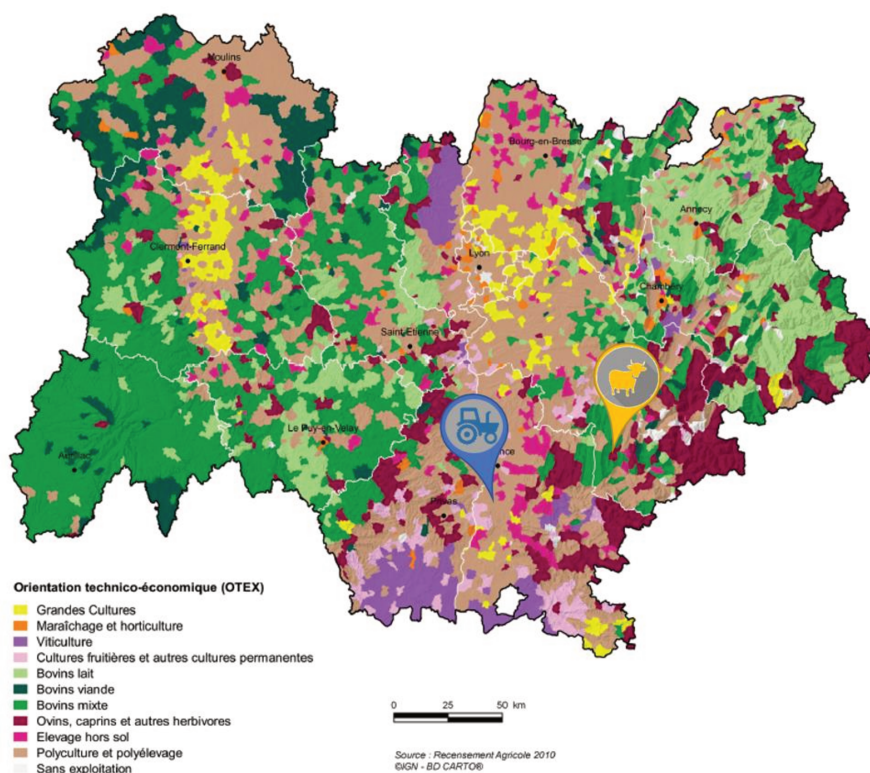 Moulins
Bourg-en-Bresse
Annecy
Clermont-Ferrand
Lyon
Chambéry
Saint-Etienne
Le Puy-en-Velay
Aurillac
nce
Privas
Orientation technico-économique (OTEX)
Grandes Cultures
Maraîchage et horticulture
Viticulture
Cultures fruitières et autres cultures permanentes
Bovins lait
Bovins viande
Bovins mixte
Ovins, caprins et autres herbivores
Elevage hors sol
Polyculture et polyélevage
Sans exploitation
0 25 50 km
Source : Recensement Agricole 2010
©IGN - BD CARTO®